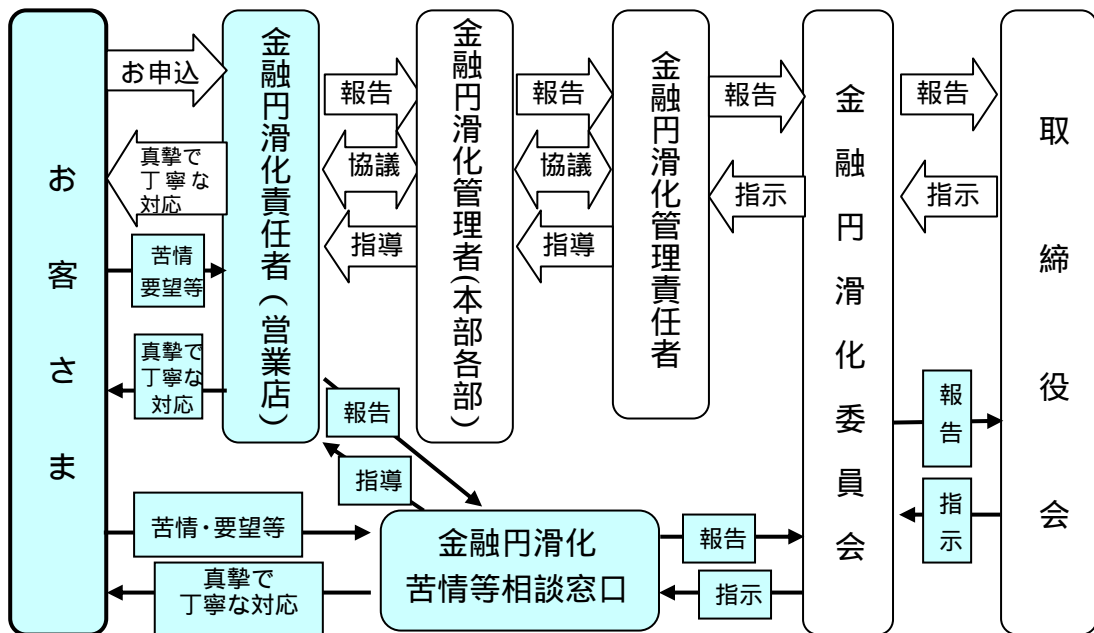 お客さま
お申込
真摯で
丁寧な
対応
苦情
要望等
真摯で
丁寧な
対応
金融円滑化責任者(営業店)
報告
協議
指導
金融円滑化管理者(本部各部)
報告
協議
指導
金融円滑化管理責任者
報告
指示
金融円滑化委員会
報告
指示
取締役会
報告
指導
苦情・要望等
真摯で
丁寧な対応
金融円滑化
苦情等相談窓口
報告
指示
報告
指示